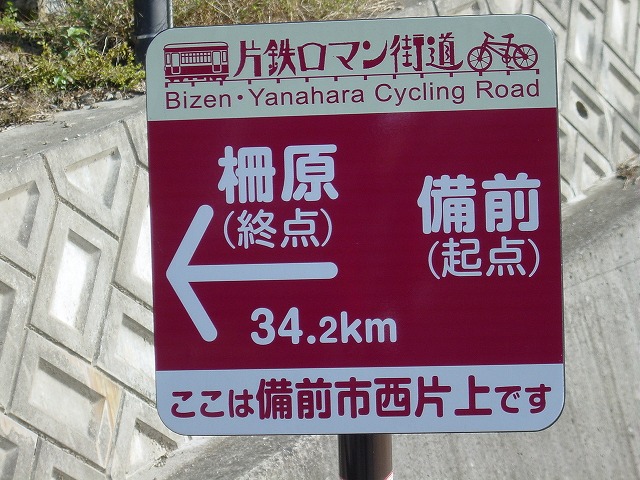 片鉄ロマン街道
Bizen・Yanahara Cycling Road
柵原
(終点)
備前
(起点)
34.2km
ここは備前市西片上です